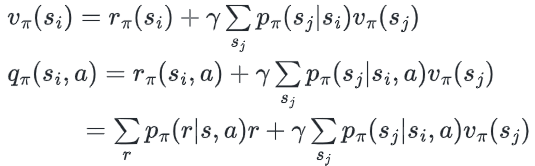 v_π(s_i) = r_π(s_i) + γ ∑_{s_j} p_π(s_j|s_i)v_π(s_j)
q_π(s_i, a) = r_π(s_i, a) + γ ∑_{s_j} p_π(s_j|s_i, a)v_π(s_j)
= ∑_r p_π(r|s, a)r + γ ∑_{s_j} p_π(s_j|s_i, a)v_π(s_j)